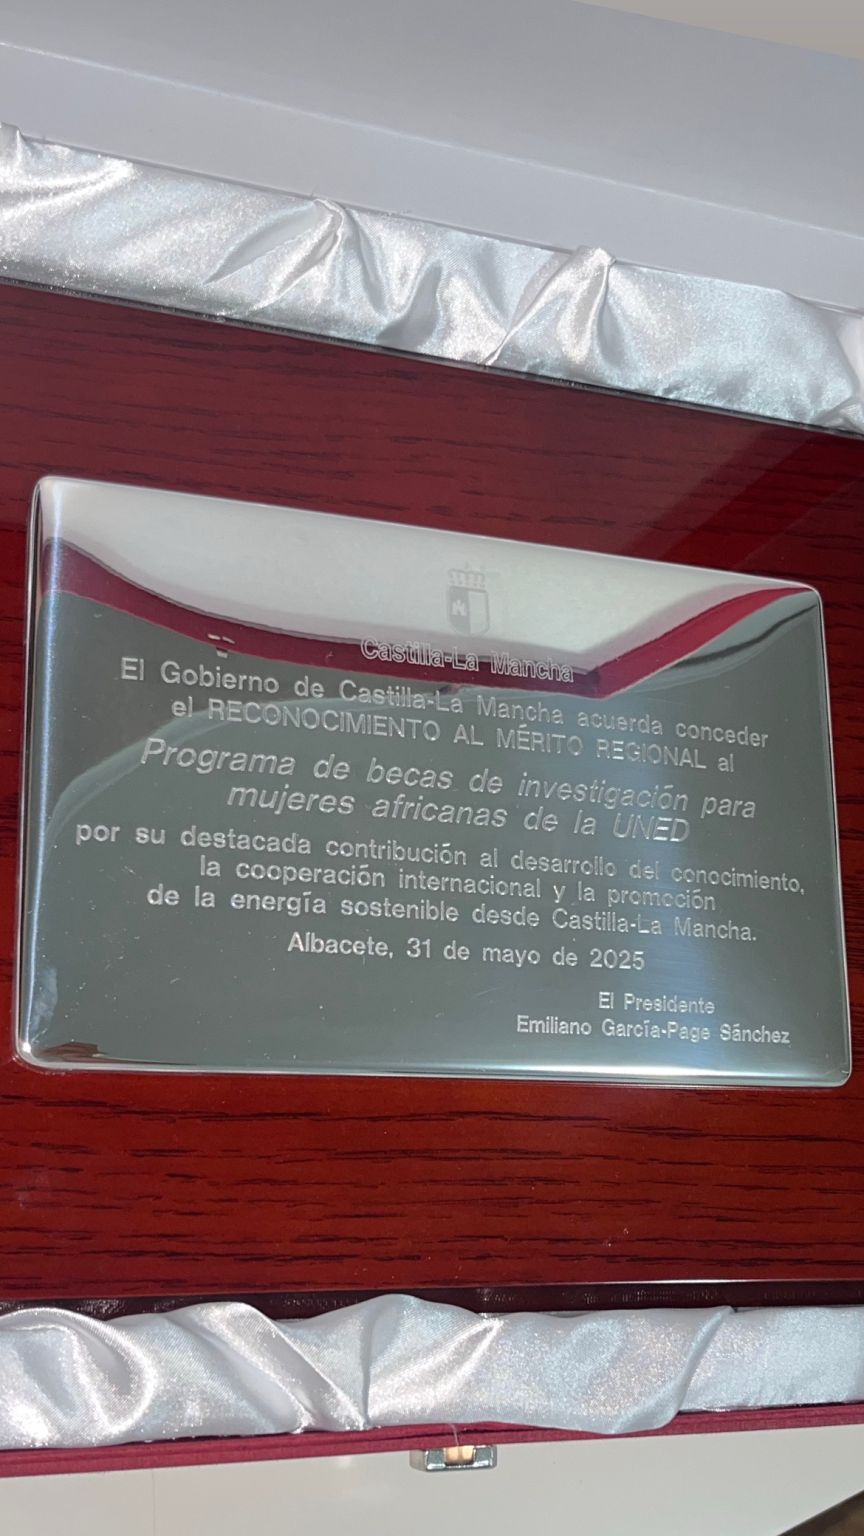 Castilla-La Mancha
El Gobierno de Castilla-La Mancha acuerda conceder
el RECONOCIMIENTO AL MÉRITO REGIONAL al
Programa de becas de investigación para
mujeres africanas de la UNED
por su destacada contribución al desarrollo del conocimiento,
la cooperación internacional y la promoción
de la energía sostenible desde Castilla-La Mancha.
Albacete, 31 de mayo de 2025
El Presidente
Emiliano García-Page Sánchez